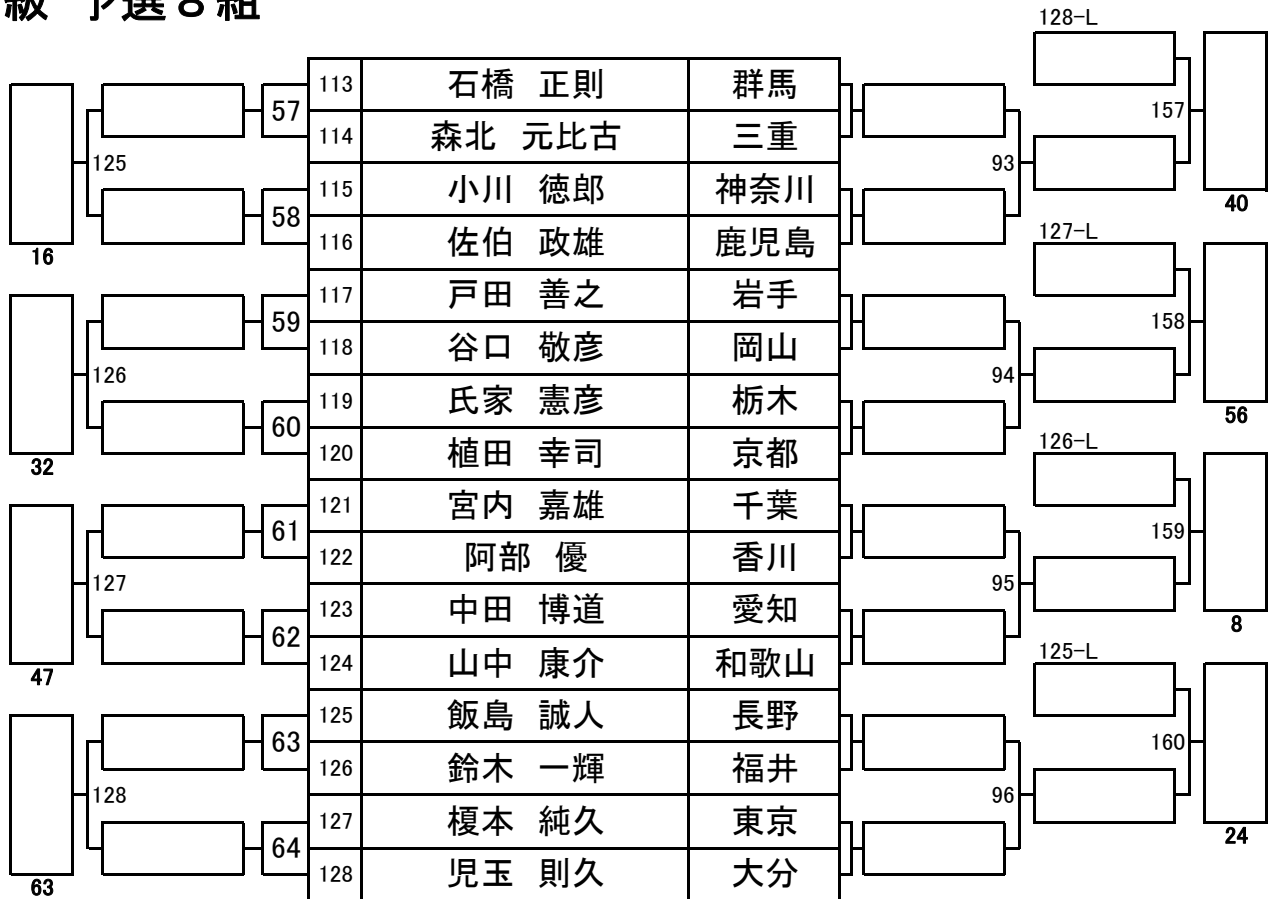 級 予選８組
128-L
113 石橋 正則 群馬
57
157
114 森北 元比古 三重
125
93
115 小川 徳郎 神奈川
58
40
116 佐伯 政雄 鹿児島
16
127-L
117 戸田 善之 岩手
59
158
118 谷口 敬彦 岡山
126
94
119 氏家 憲彦 栃木
60
56
120 植田 幸司 京都
32
126-L
121 宮内 嘉雄 千葉
61
159
122 阿部 優 香川
127
95
123 中田 博道 愛知
62
8
124 山中 康介 和歌山
47
125-L
125 飯島 誠人 長野
63
160
126 鈴木 一輝 福井
128
96
127 榎本 純久 東京
64
24
128 児玉 則久 大分
63